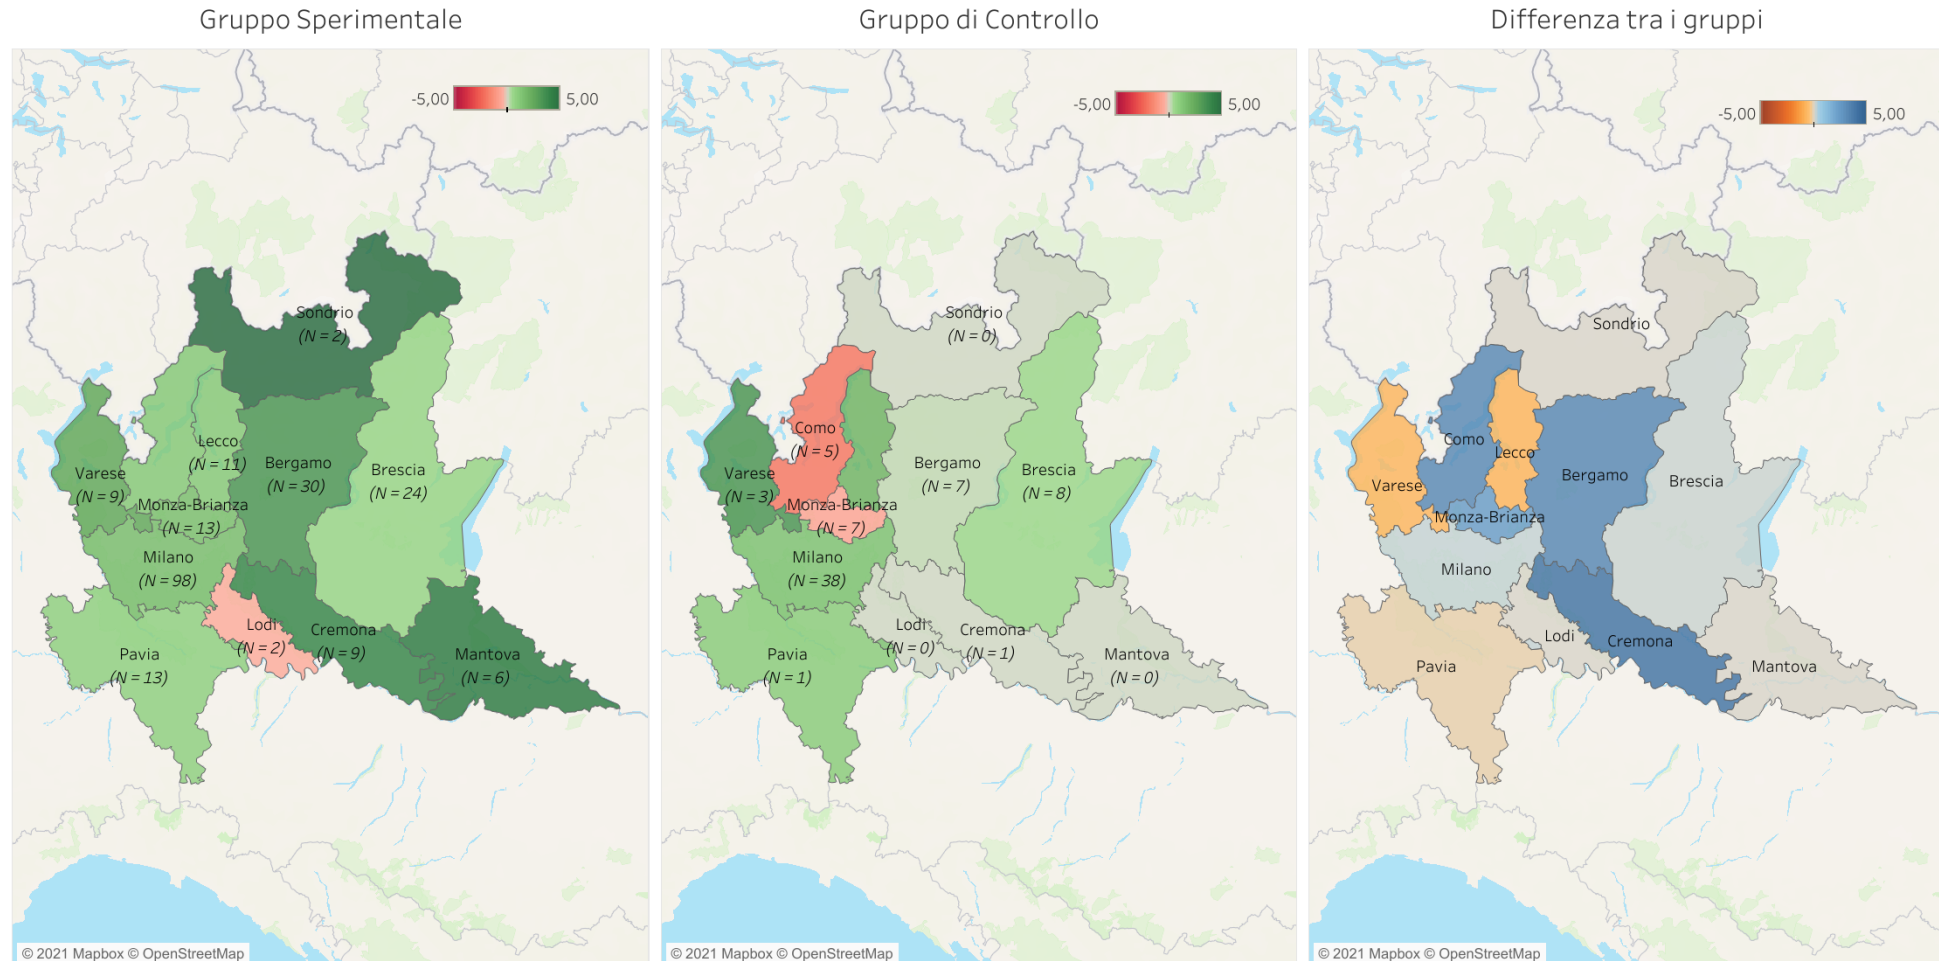 Gruppo Sperimentale
-5,00 5,00
Sondrio
(N = 2)
Lecco
(N = 11)
Varese
(N = 9)
Bergamo
(N = 30)
Brescia
(N = 24)
Monza-Brianza
(N = 13)
Milano
(N = 98)
Lodi
(N = 2)
Cremona
(N = 9)
Pavia
(N = 13)
Mantova
(N = 6)
© 2021 Mapbox © OpenStreetMap
Gruppo di Controllo
-5,00 5,00
Sondrio
(N = 0)
Como
(N = 5)
Varese
(N = 3)
Bergamo
(N = 7)
Brescia
(N = 8)
Monza-Brianza
(N = 7)
Milano
(N = 38)
Lodi
(N = 0)
Cremona
(N = 1)
Pavia
(N = 1)
Mantova
(N = 0)
© 2021 Mapbox © OpenStreetMap
Differenza tra i gruppi
-5,00 5,00
Sondrio
Como
Lecco
Varese
Bergamo
Brescia
Monza-Brianza
Milano
Lodi
Cremona
Pavia
Mantova
© 2021 Mapbox © OpenStreetMap